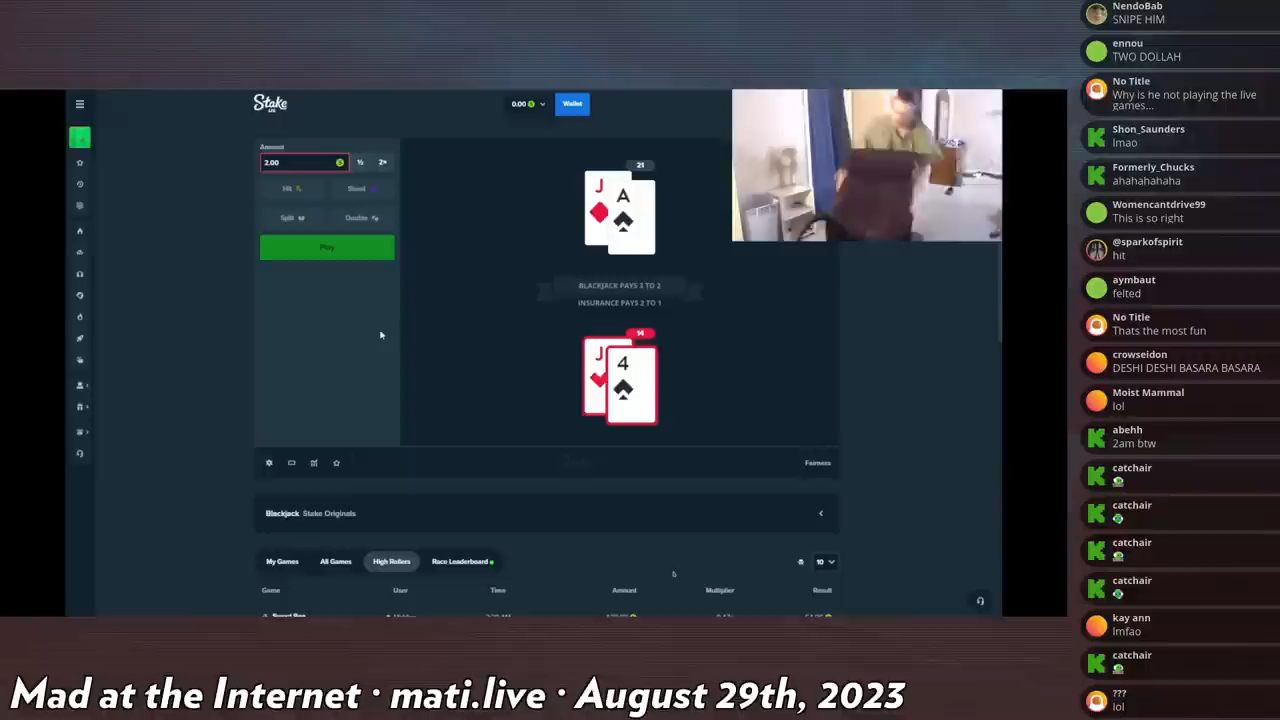 Stake
0.00
Wallet
Amount
2.00
½
2×
Hit
Stand
Split
Double
Play
21
J
A
BLACKJACK PAYS 3 TO 2
INSURANCE PAYS 2 TO 1
14
J
4
Fairness
Blackjack Stake Originals
My Games
All Games
High Rollers
Race Leaderboard
10
Game
User
Time
Amount
Multiplier
Result
NendoBab
SNIPE HIM
ennou
TWO DOLLAH
No Title
Why is he not playing the live
games...
Shon_Saunders
lmao
Formerly_Chucks
ahahahahaha
Womencantdrive99
This is so right
@sparkofspirit
hit
aymbaut
felted
No Title
Thats the most fun
crowseidon
DESHI DESHI BASARA BASARA
Moist Mammal
lol
abehh
2am btw
catchair
catchair
catchair
catchair
kay ann
lmfao
catchair
???
lol
Mad at the Internet • mati.live • August 29th, 2023